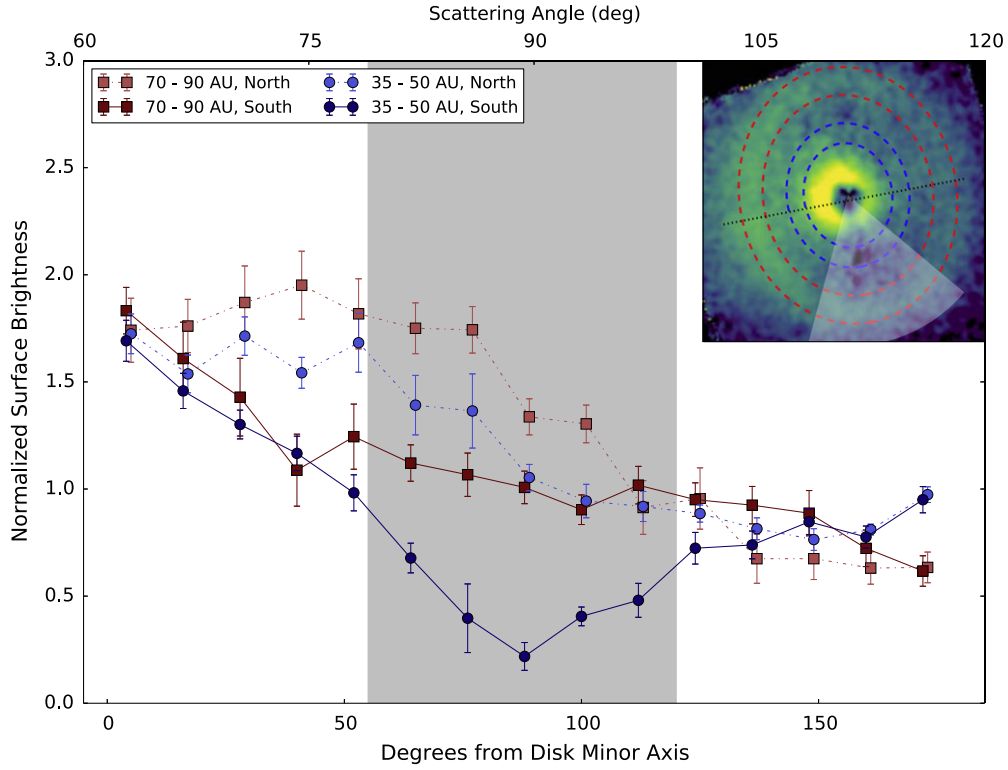 Scattering Angle (deg)
60 75 89 105 120
3.0
2.5
2.0
1.5
1.0
0.5
0.0
Normalized Surface Brightness
70 - 90 AU, North
70 - 90 AU, South
35 - 50 AU, North
35 - 50 AU, South
0 50 100 150
Degrees from Disk Minor Axis